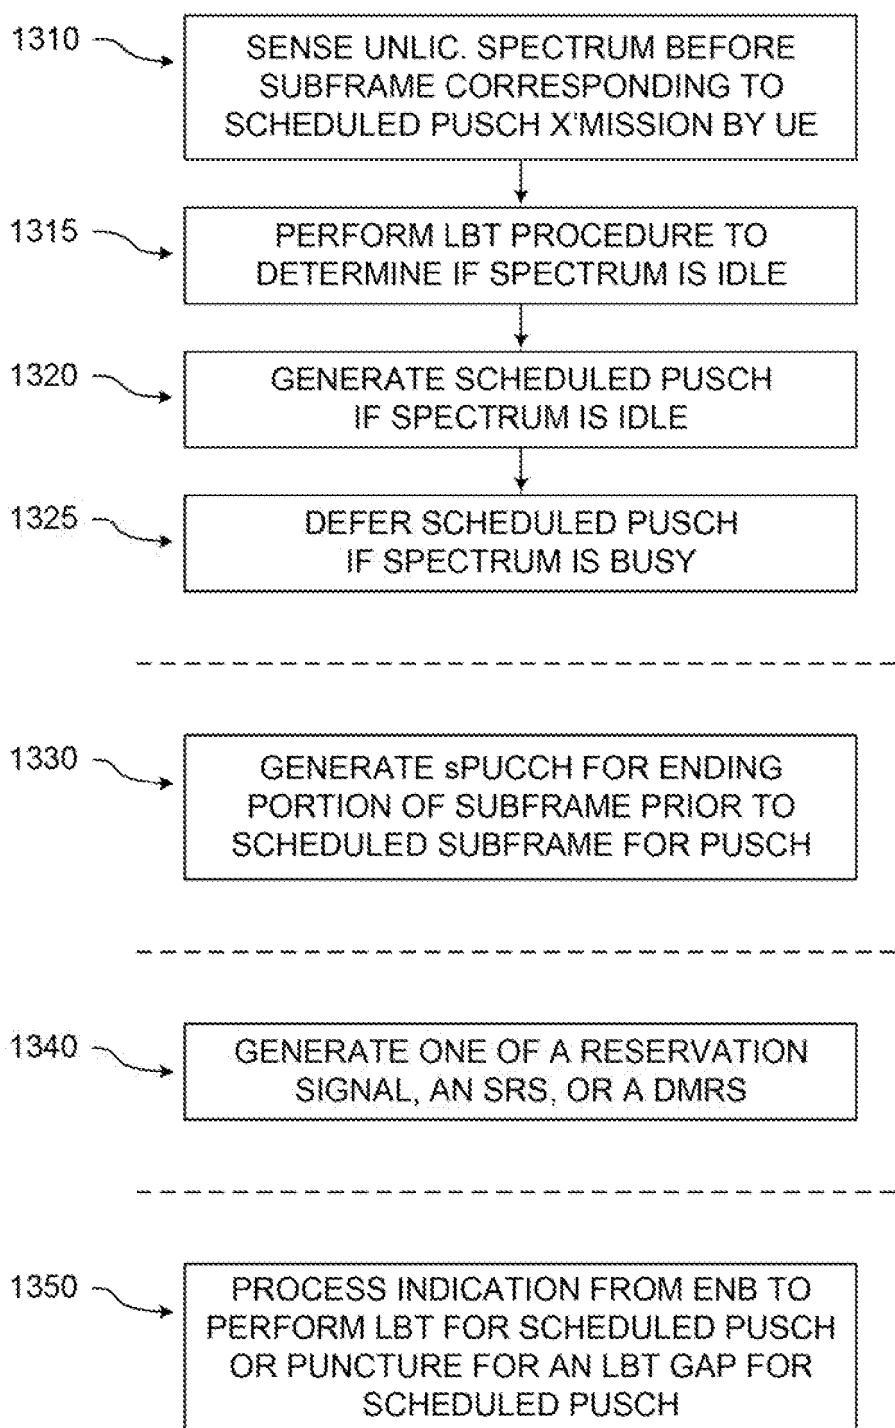 1310
SENSE UNLIC. SPECTRUM BEFORE
SUBFRAME CORRESPONDING TO
SCHEDULED PUSCH X'MISSION BY UE
1315
PERFORM LBT PROCEDURE TO
DETERMINE IF SPECTRUM IS IDLE
1320
GENERATE SCHEDULED PUSCH
IF SPECTRUM IS IDLE
1325
DEFER SCHEDULED PUSCH
IF SPECTRUM IS BUSY
1330
GENERATE sPUCCH FOR ENDING
PORTION OF SUBFRAME PRIOR TO
SCHEDULED SUBFRAME FOR PUSCH
1340
GENERATE ONE OF A RESERVATION
SIGNAL, AN SRS, OR A DMRS
1350
PROCESS INDICATION FROM ENB TO
PERFORM LBT FOR SCHEDULED PUSCH
OR PUNCTURE FOR AN LBT GAP FOR
SCHEDULED PUSCH